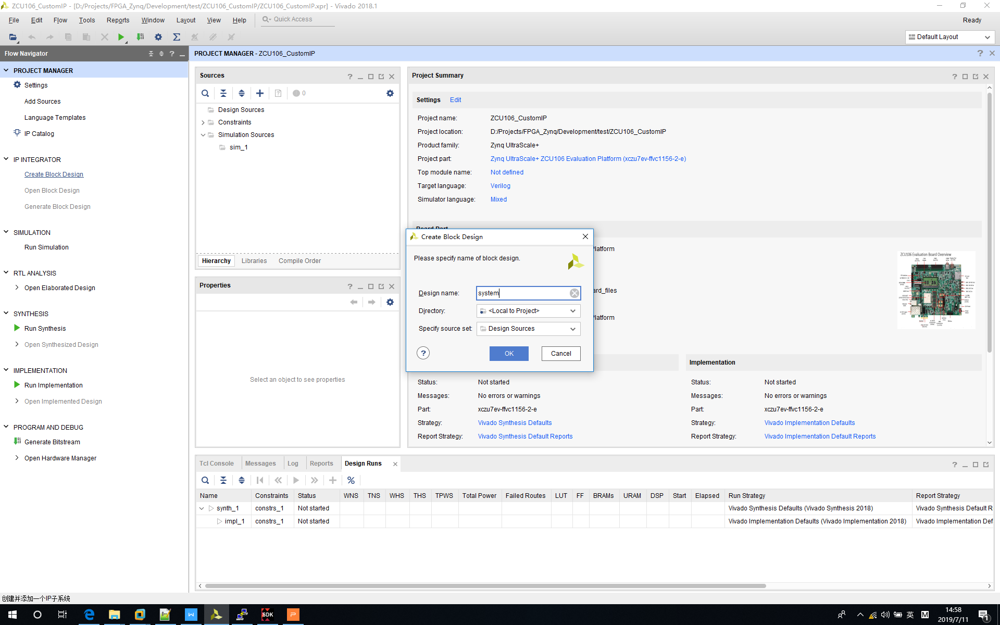 ZCU106_CustomIP - [D:/Projects/FPGA_Zynq/Development/test/ZCU106_CustomIP/ZCU106_CustomIP.xpr] - Vivado 2018.1
File Edit Flow Tools Reports Window Layout View Help Quick Access Ready
Default Layout
Flow Navigator
PROJECT MANAGER
Settings
Add Sources
Language Templates
IP Catalog
IP INTEGRATOR
Create Block Design
Open Block Design
Generate Block Design
SIMULATION
Run Simulation
RTL ANALYSIS
Open Elaborated Design
SYNTHESIS
Run Synthesis
Open Synthesized Design
IMPLEMENTATION
Run Implementation
Open Implemented Design
PROGRAM AND DEBUG
Generate Bitstream
Open Hardware Manager
PROJECT MANAGER - ZCU106_CustomIP
Sources
0
Design Sources
Constraints
Simulation Sources
sim_1
Hierarchy Libraries Compile Order
Properties
Select an object to see properties
Project Summary
Settings Edit
Project name: ZCU106_CustomIP
Project location: D:/Projects/FPGA_Zynq/Development/test/ZCU106_CustomIP
Product family: Zynq UltraScale+
Project part: Zynq UltraScale+ ZCU106 Evaluation Platform (xczu7ev-ffvc1156-2-e)
Top module name: Not defined
Target language: Verilog
Simulator language: Mixed
Board Part
latform
ard_files
latform
ZCU106 Evaluation Board Overview
Create Block Design
Please specify name of block design.
Design name: system
Directory: <Local to Project>
Specify source set: Design Sources
? OK Cancel
Status: Not started
Messages: No errors or warnings
Part: xczu7ev-ffvc1156-2-e
Strategy: Vivado Synthesis Defaults
Report Strategy: Vivado Synthesis Default Reports
Implementation
Status: Not started
Messages: No errors or warnings
Part: xczu7ev-ffvc1156-2-e
Strategy: Vivado Implementation Defaults
Report Strategy: Vivado Implementation Default Reports
Tcl Console Messages Log Reports Design Runs
Name Constraints Status WNS TNS WHS THS TPWS Total Power Failed Routes LUT FF BRAMs URAM DSP Start Elapsed Run Strategy Report Strategy
synth_1 constrs_1 Not started Vivado Synthesis Defaults (Vivado Synthesis 2018) Vivado Synthesis Default R
impl_1 constrs_1 Not started Vivado Implementation Defaults (Vivado Implementation 2018) Vivado Implementation Def
创建并添加一个IP子系统
SDK
英 M
14:58
2019/7/11
1